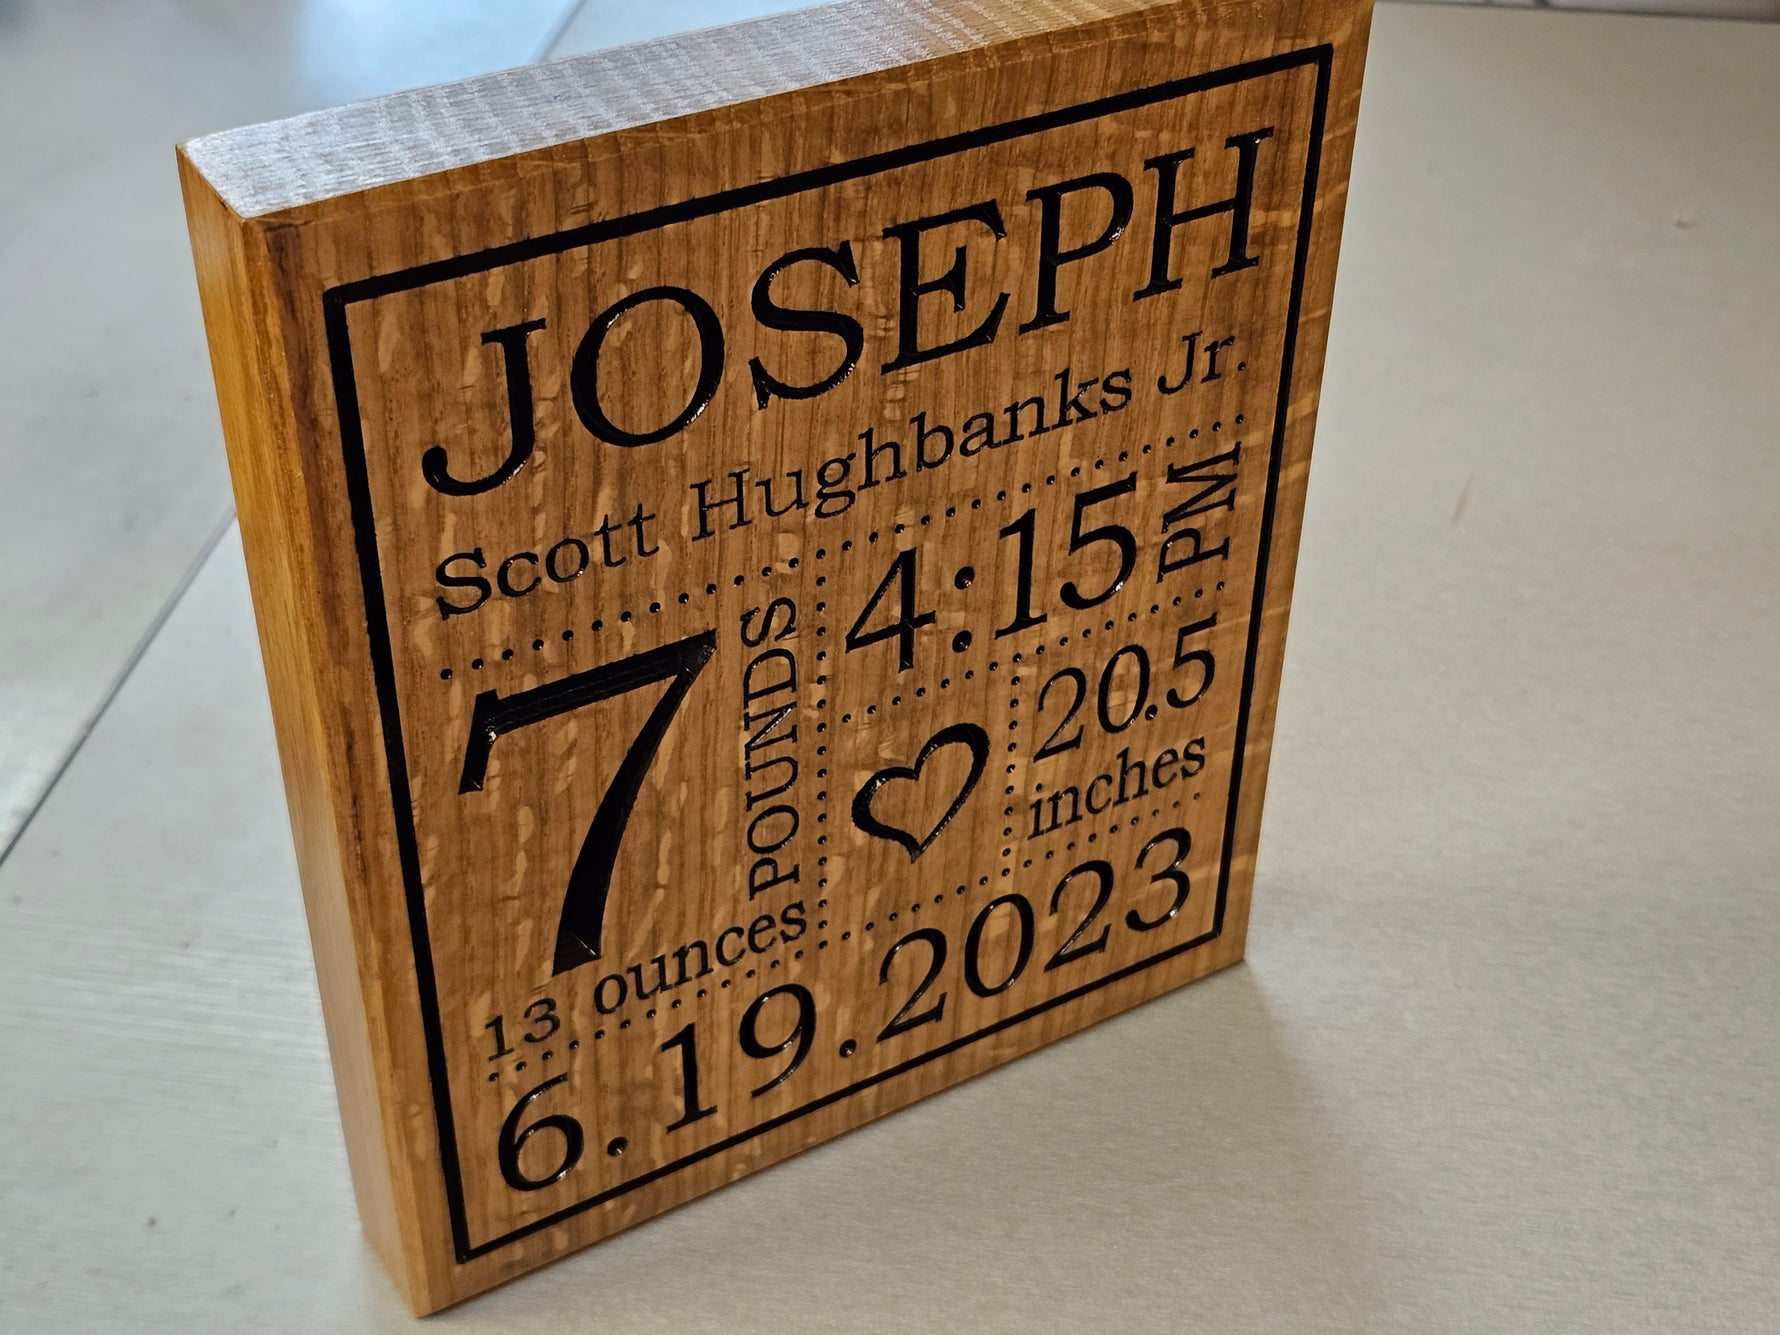 JOSEPH
Scott Hughbanks Jr.
7 POUNDS
13 ounces
4:15 PM
20.5
inches
6.19.2023